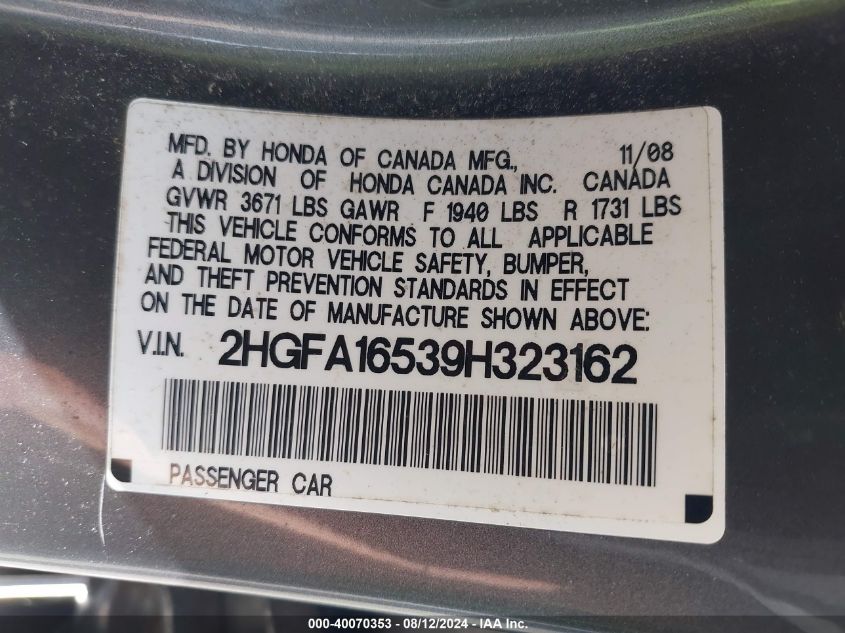 MFD. BY HONDA OF CANADA MFG., 11/08
A DIVISION OF HONDA CANADA INC. CANADA
GVWR 3671 LBS GAWR F 1940 LBS R 1731 LBS
THIS VEHICLE CONFORMS TO ALL APPLICABLE
FEDERAL MOTOR VEHICLE SAFETY, BUMPER,
AND THEFT PREVENTION STANDARDS IN EFFECT
ON THE DATE OF MANUFACTURE SHOWN ABOVE:
V.I.N. 2HGFA16539H323162
PASSENGER CAR
000-40070353 - 08/12/2024 - IAA, Inc.